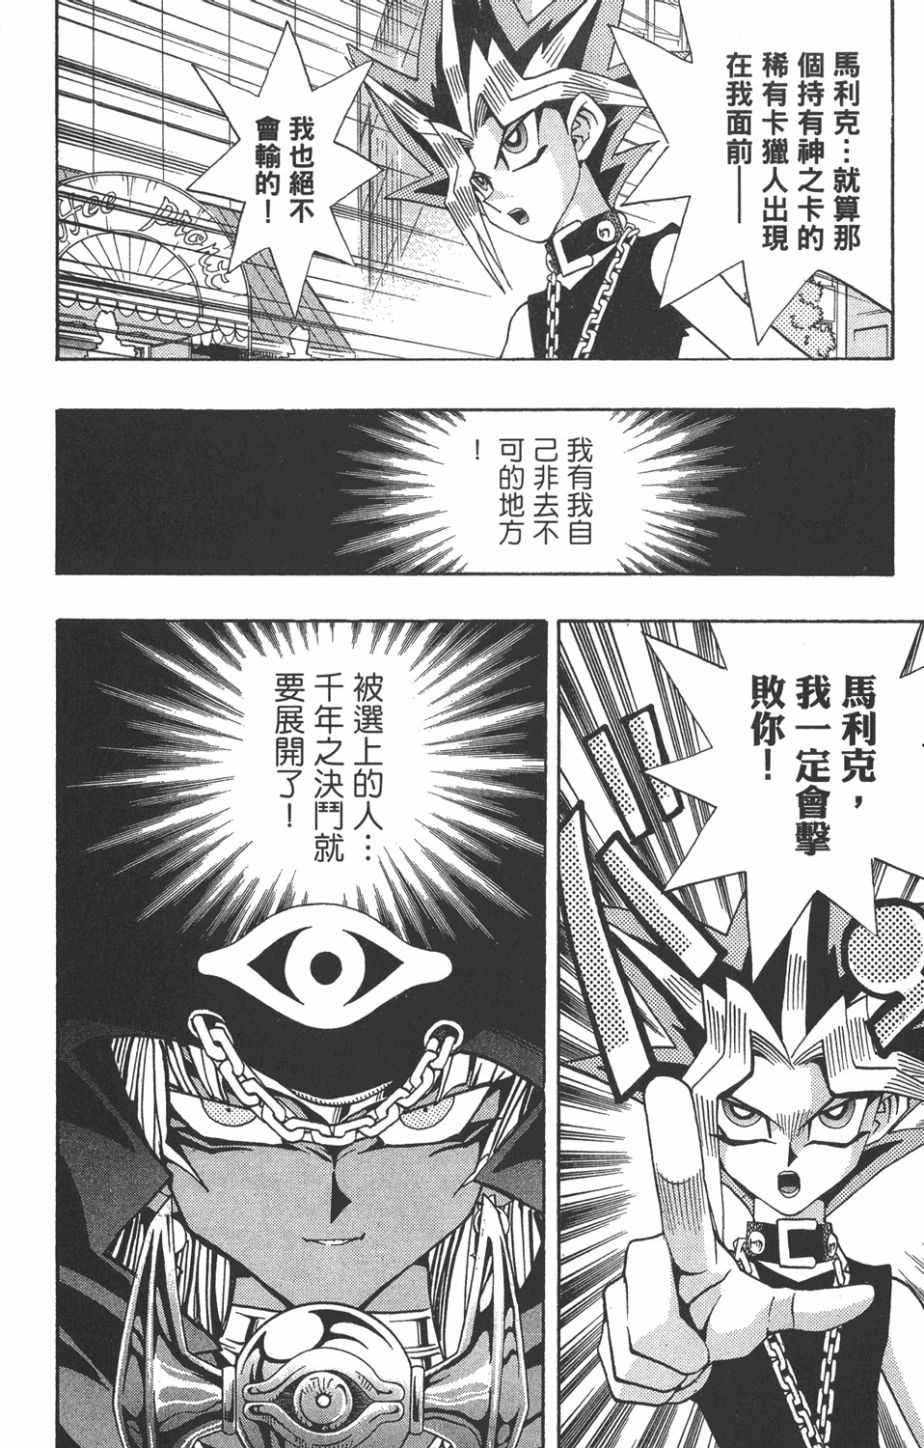 馬利克…就算那
個持有神之卡的
稀有卡獵人出現
在我面前——
我也絕不
會輸的！
我有我自
己非去不
可的地方
！
馬利克，
我一定會擊
敗你！
被選上的人…
千年之決鬥就
要展開了！